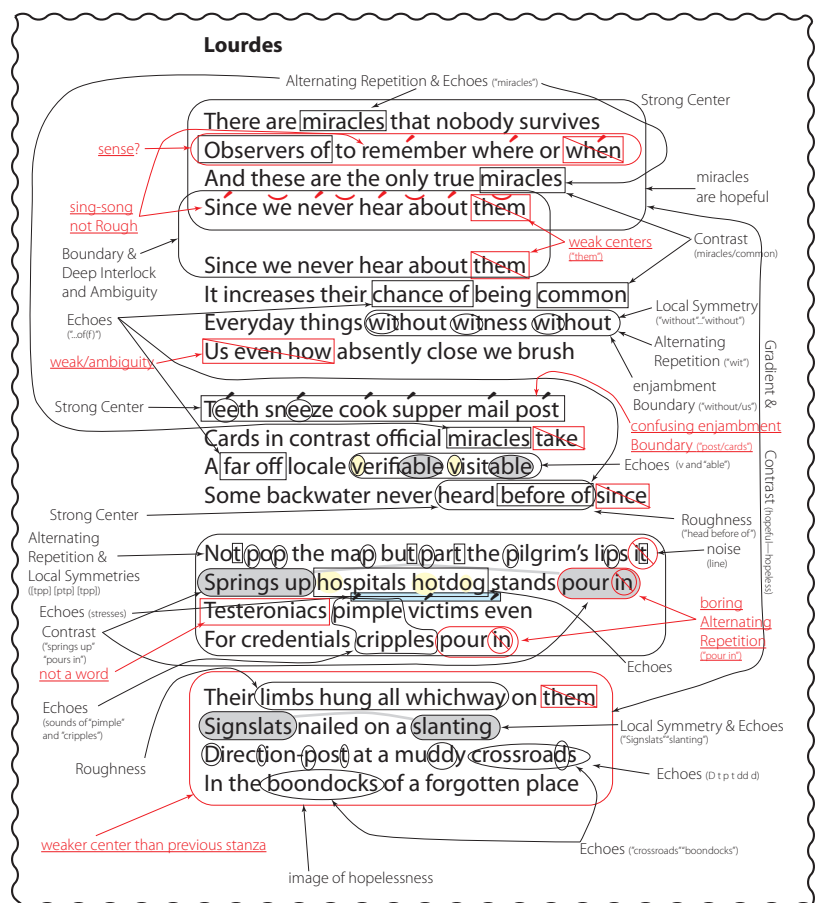 Lourdes
Alternating Repetition & Echoes ("miracles")
Strong Center
There are miracles that nobody survives
sense?
Observers of to remember where or when
And these are the only true miracles
miracles
are hopeful
sing-song
not Rough
Since we never hear about them
weak centers
("them")
Contrast
(miracles/common)
Boundary &
Deep Interlock
and Ambiguity
Since we never hear about them
It increases their chance of being common
Echoes
("...of(f)")
Everyday things without witness without
Local Symmetry
("without"..."without")
Alternating
Repetition ("wit")
weak/ambiguity
Us even how absently close we brush
enjambment
Boundary ("without/us")
Gradient &
Contrast (hopeful—hopeless)
Strong Center
Teeth sneeze cook supper mail post
confusing enjambment
Boundary ("post/cards")
Cards in contrast official miracles take
A far off locale verifiable visitable
Echoes (v and "able")
Some backwater never heard before of since
Strong Center
Roughness
("head before of")
Alternating
Repetition &
Local Symmetries
([tpp] [ptp] [tpp])
Not pop the map but part the pilgrim's lips it
noise
(line)
Springs up hospitals hotdog stands pour in
Echoes (stresses)
Testeroniacs pimple victims even
boring
Alternating
Repetition
("pour in")
Contrast
("springs up"
"pours in")
For credentials cripples pour in
not a word
Echoes
Echoes
(sounds of "pimple"
and "cripples")
Their limbs hung all whichway on them
Signslats nailed on a slanting
Local Symmetry & Echoes
("Signslats""slanting")
Roughness
Direction-post at a muddy crossroads
Echoes (D t p t dd d)
In the boondocks of a forgotten place
weaker center than previous stanza
Echoes ("crossroads""boondocks")
image of hopelessness